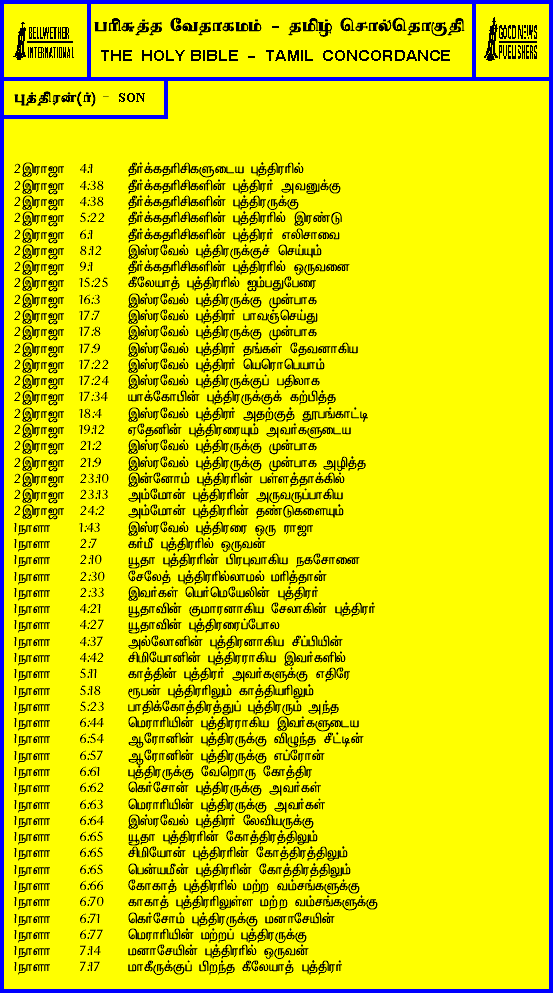 BELLWETHER
INTERNATIONAL
பரிசுத்த வேதாகமம் - தமிழ் சொல்தொகுதி
THE HOLY BIBLE - TAMIL CONCORDANCE
GOOD NEWS
PUBLISHERS
புத்திரன்(ர்) - SON
2இராஜா 4:1 தீர்க்கதரிசிகளுடைய புத்திரரில்
2இராஜா 4:38 தீர்க்கதரிசிகளின் புத்திரர் அவனுக்கு
2இராஜா 4:38 தீர்க்கதரிசிகளின் புத்திரருக்கு
2இராஜா 5:22 தீர்க்கதரிசிகளின் புத்திரரில் இரண்டு
2இராஜா 6:1 தீர்க்கதரிசிகளின் புத்திரர் எலிசாவை
2இராஜா 8:12 இஸ்ரவேல் புத்திரருக்குச் செய்யும்
2இராஜா 9:1 தீர்க்கதரிசிகளின் புத்திரரில் ஒருவனை
2இராஜா 15:25 கீலேயாத் புத்திரரில் ஐம்பதுபேரை
2இராஜா 16:3 இஸ்ரவேல் புத்திரருக்கு முன்பாக
2இராஜா 17:7 இஸ்ரவேல் புத்திரர் பாவஞ்செய்து
2இராஜா 17:8 இஸ்ரவேல் புத்திரருக்கு முன்பாக
2இராஜா 17:9 இஸ்ரவேல் புத்திரர் தங்கள் தேவனாகிய
2இராஜா 17:22 இஸ்ரவேல் புத்திரர் யெரொபெயாம்
2இராஜா 17:24 இஸ்ரவேல் புத்திரருக்குப் பதிலாக
2இராஜா 17:34 யாக்கோபின் புத்திரருக்குக் கற்பித்த
2இராஜா 18:4 இஸ்ரவேல் புத்திரர் அதற்குத் தூபங்காட்டி
2இராஜா 19:12 ஏதேனின் புத்திரரையும் அவர்களுடைய
2இராஜா 21:2 இஸ்ரவேல் புத்திரருக்கு முன்பாக
2இராஜா 21:9 இஸ்ரவேல் புத்திரருக்கு முன்பாக அழித்த
2இராஜா 23:10 இன்னோம் புத்திரரின் பள்ளத்தாக்கில்
2இராஜா 23:13 அம்மோன் புத்திரரின் அருவருப்பாகிய
2இராஜா 24:2 அம்மோன் புத்திரரின் தண்டுகளையும்
1நாளா 1:43 இஸ்ரவேல் புத்திரரை ஒரு ராஜா
1நாளா 2:7 கர்மீ புத்திரரில் ஒருவன்
1நாளா 2:10 யூதா புத்திரரின் பிரபுவாகிய நகசோனை
1நாளா 2:30 சேலேத் புத்திரரில்லாமல் மரித்தான்
1நாளா 2:33 இவர்கள் யெர்மெயேலின் புத்திரர்
1நாளா 4:21 யூதாவின் குமாரனாகிய சேலாகின் புத்திரர்
1நாளா 4:27 யூதாவின் புத்திரரைப்போல
1நாளா 4:37 அல்லோனின் புத்திரனாகிய சீப்பியின்
1நாளா 4:42 சிமியோனின் புத்திரராகிய இவர்களில்
1நாளா 5:11 காத்தின் புத்திரர் அவர்களுக்கு எதிரே
1நாளா 5:18 ரூபன் புத்திரரிலும் காத்தியரிலும்
1நாளா 5:23 பாதிக்கோத்திரத்துப் புத்திரரும் அந்த
1நாளா 6:44 மெராரியின் புத்திரராகிய இவர்களுடைய
1நாளா 6:54 ஆரோனின் புத்திரருக்கு விழுந்த சீட்டின்
1நாளா 6:57 ஆரோனின் புத்திரருக்கு எப்ரோன்
1நாளா 6:61 புத்திரருக்கு வேறொரு கோத்திர
1நாளா 6:62 கெர்சோன் புத்திரருக்கு அவர்கள்
1நாளா 6:63 மெராரியின் புத்திரருக்கு அவர்கள்
1நாளா 6:64 இஸ்ரவேல் புத்திரர் லேவியருக்கு
1நாளா 6:65 யூதா புத்திரரின் கோத்திரத்திலும்
1நாளா 6:65 சிமியோன் புத்திரரின் கோத்திரத்திலும்
1நாளா 6:65 பென்யமீன் புத்திரரின் கோத்திரத்திலும்
1நாளா 6:66 கோகாத் புத்திரரில் மற்ற வம்சங்களுக்கு
1நாளா 6:70 காகாத் புத்திரரிலுள்ள மற்ற வம்சங்களுக்கு
1நாளா 6:71 கெர்சோம் புத்திரருக்கு மனாசேயின்
1நாளா 6:77 மெராரியின் மற்றப் புத்திரருக்கு
1நாளா 7:14 மனாசேயின் புத்திரரில் ஒருவன்
1நாளா 7:17 மாகீருக்குப் பிறந்த கீலேயாத் புத்திரர்